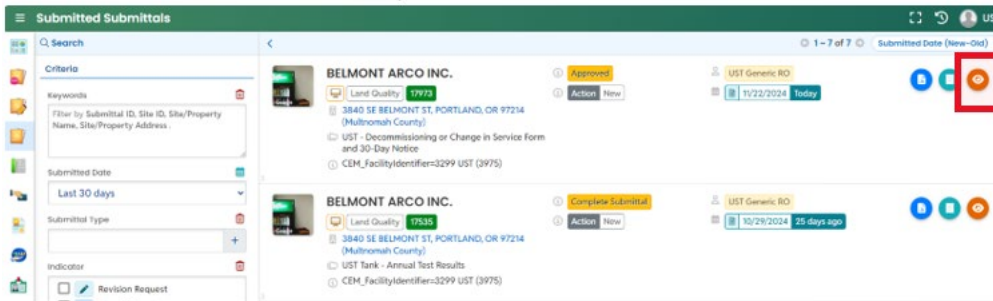 Submitted Submittals
US
Search
1 – 7 of 7
Submitted Date (New-Old)
Criteria
Keywords
Filter by Submittal ID, Site ID, Site/Property
Name, Site/Property Address .
Submitted Date
Last 30 days
Submittal Type
Indicator
Revision Request
BELMONT ARCO INC.
Land Quality 17973
3840 SE BELMONT ST, PORTLAND, OR 97214
(Multnomah County)
UST - Decommissioning or Change in Service Form
and 30-Day Notice
CEM_FacilityIdentifier=3299 UST (3975)
Approved
Action New
UST Generic RO
11/22/2024 Today
BELMONT ARCO INC.
Land Quality 17535
3840 SE BELMONT ST, PORTLAND, OR 97214
(Multnomah County)
UST Tank - Annual Test Results
CEM_FacilityIdentifier=3299 UST (3975)
Complete Submittal
Action New
UST Generic RO
10/29/2024 25 days ago